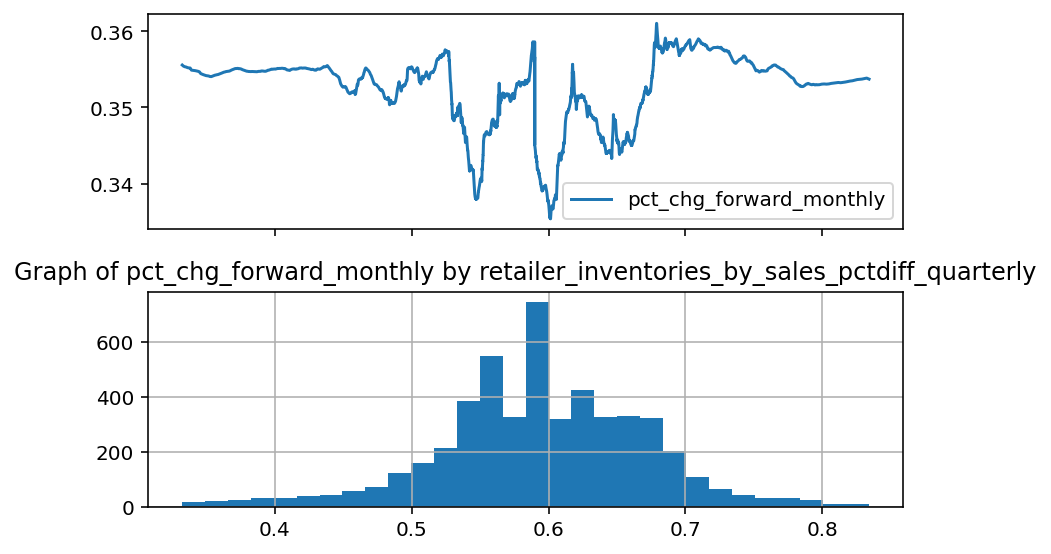 0.36
0.35
0.34
pct_chg_forward_monthly
Graph of pct_chg_forward_monthly by retailer_inventories_by_sales_pctdiff_quarterly
600
400
200
0
0.4 0.5 0.6 0.7 0.8